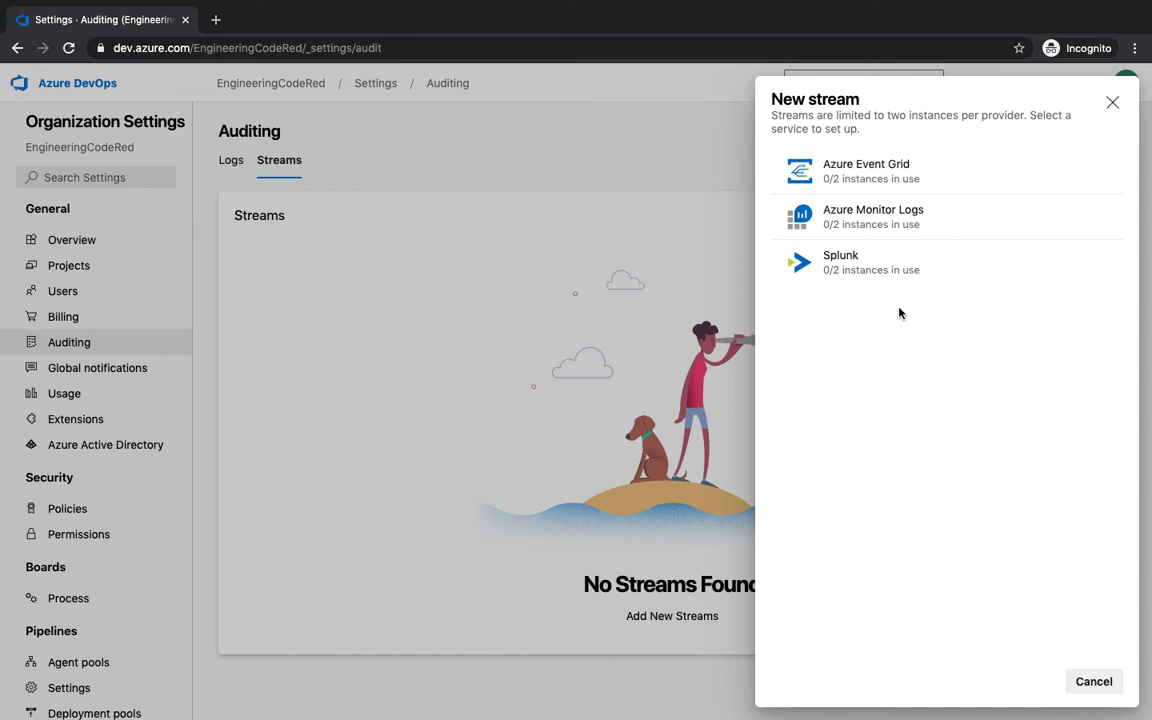 Settings · Auditing (Engineerin
dev.azure.com/EngineeringCodeRed/_settings/audit
Incognito
Azure DevOps
EngineeringCodeRed / Settings / Auditing
Organization Settings
EngineeringCodeRed
Search Settings
General
Overview
Projects
Users
Billing
Auditing
Global notifications
Usage
Extensions
Azure Active Directory
Security
Policies
Permissions
Boards
Process
Pipelines
Agent pools
Settings
Deployment pools
Auditing
Logs Streams
Streams
No Streams Found
Add New Streams
New stream
Streams are limited to two instances per provider. Select a
service to set up.
Azure Event Grid
0/2 instances in use
Azure Monitor Logs
0/2 instances in use
Splunk
0/2 instances in use
Cancel